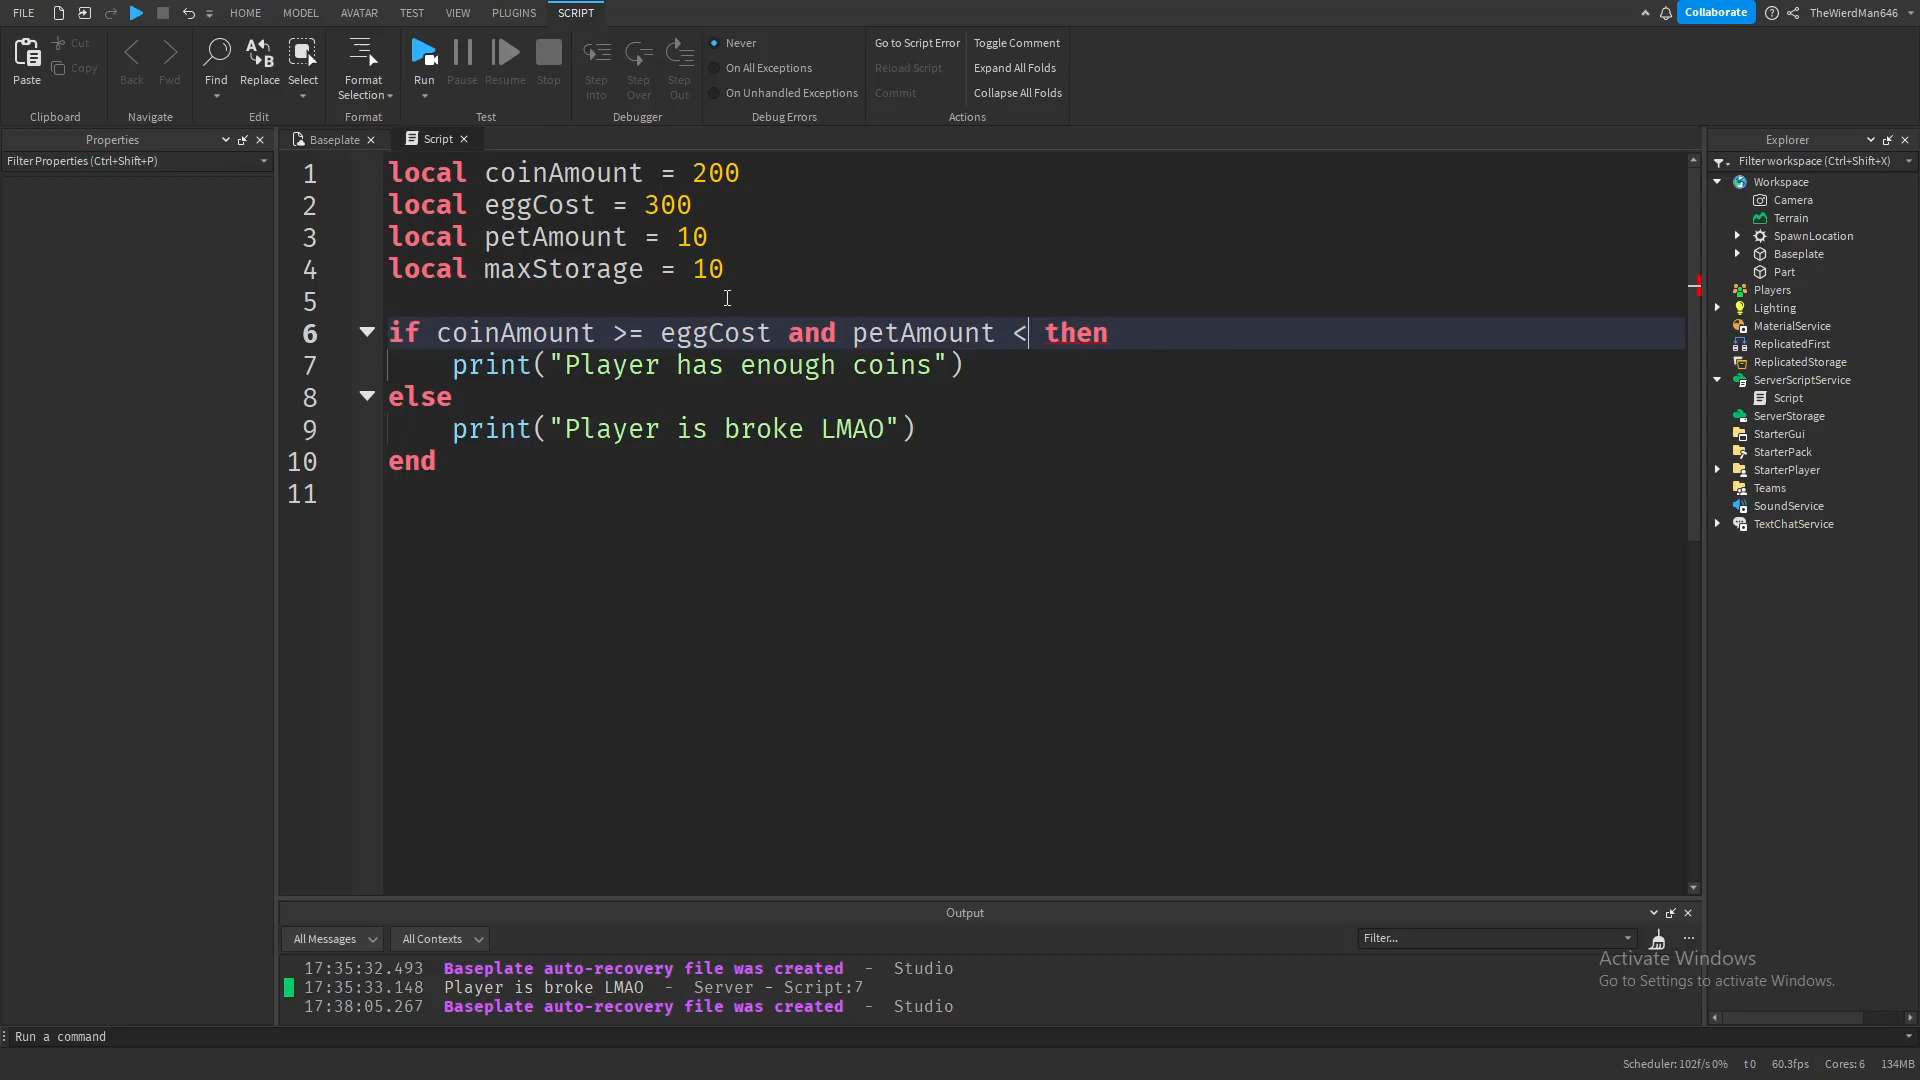 FILE HOME MODEL AVATAR TEST VIEW PLUGINS SCRIPT Collaborate TheWierdMan646
Paste Cut Copy Back Fwd Find Replace Select Format Selection Run Pause Resume Stop Step Into Step Over Step Out
Never Go to Script Error Toggle Comment
On All Exceptions Reload Script Expand All Folds
On Unhandled Exceptions Commit Collapse All Folds
Clipboard Navigate Edit Format Test Debugger Debug Errors Actions
Properties
Filter Properties (Ctrl+Shift+P)
Baseplate Script
1 local coinAmount = 200
2 local eggCost = 300
3 local petAmount = 10
4 local maxStorage = 10
5
6 if coinAmount >= eggCost and petAmount < then
7 print("Player has enough coins")
8 else
9 print("Player is broke LMAO")
10 end
11
Explorer
Filter workspace (Ctrl+Shift+X)
Workspace
Camera
Terrain
SpawnLocation
Baseplate
Part
Players
Lighting
MaterialService
ReplicatedFirst
ReplicatedStorage
ServerScriptService
Script
ServerStorage
StarterGui
StarterPack
StarterPlayer
Teams
SoundService
TextChatService
Output
All Messages All Contexts Filter... ...
17:35:32.493 Baseplate auto-recovery file was created - Studio
17:35:33.148 Player is broke LMAO - Server - Script:7
17:38:05.267 Baseplate auto-recovery file was created - Studio
Activate Windows
Go to Settings to activate Windows.
Run a command
Scheduler: 102f/s 0% t 0 60.3fps Cores: 6 134MB